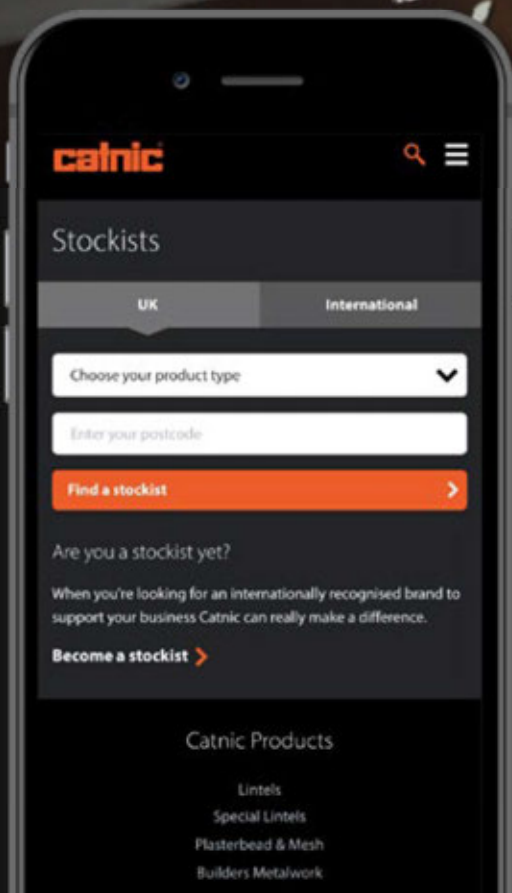 catnic
Stockists
UK
International
Choose your product type
Enter your postcode
Find a stockist
Are you a stockist yet?
When you're looking for an internationally recognised brand to
support your business Catnic can really make a difference.
Become a stockist
Catnic Products
Lintels
Special Lintels
Plasterbead & Mesh
Builders Metalwork